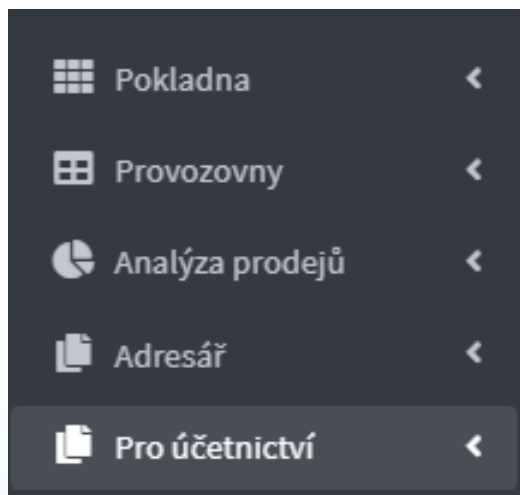 Pokladna
Provozovny
Analýza prodejů
Adresář
Pro účetnictví